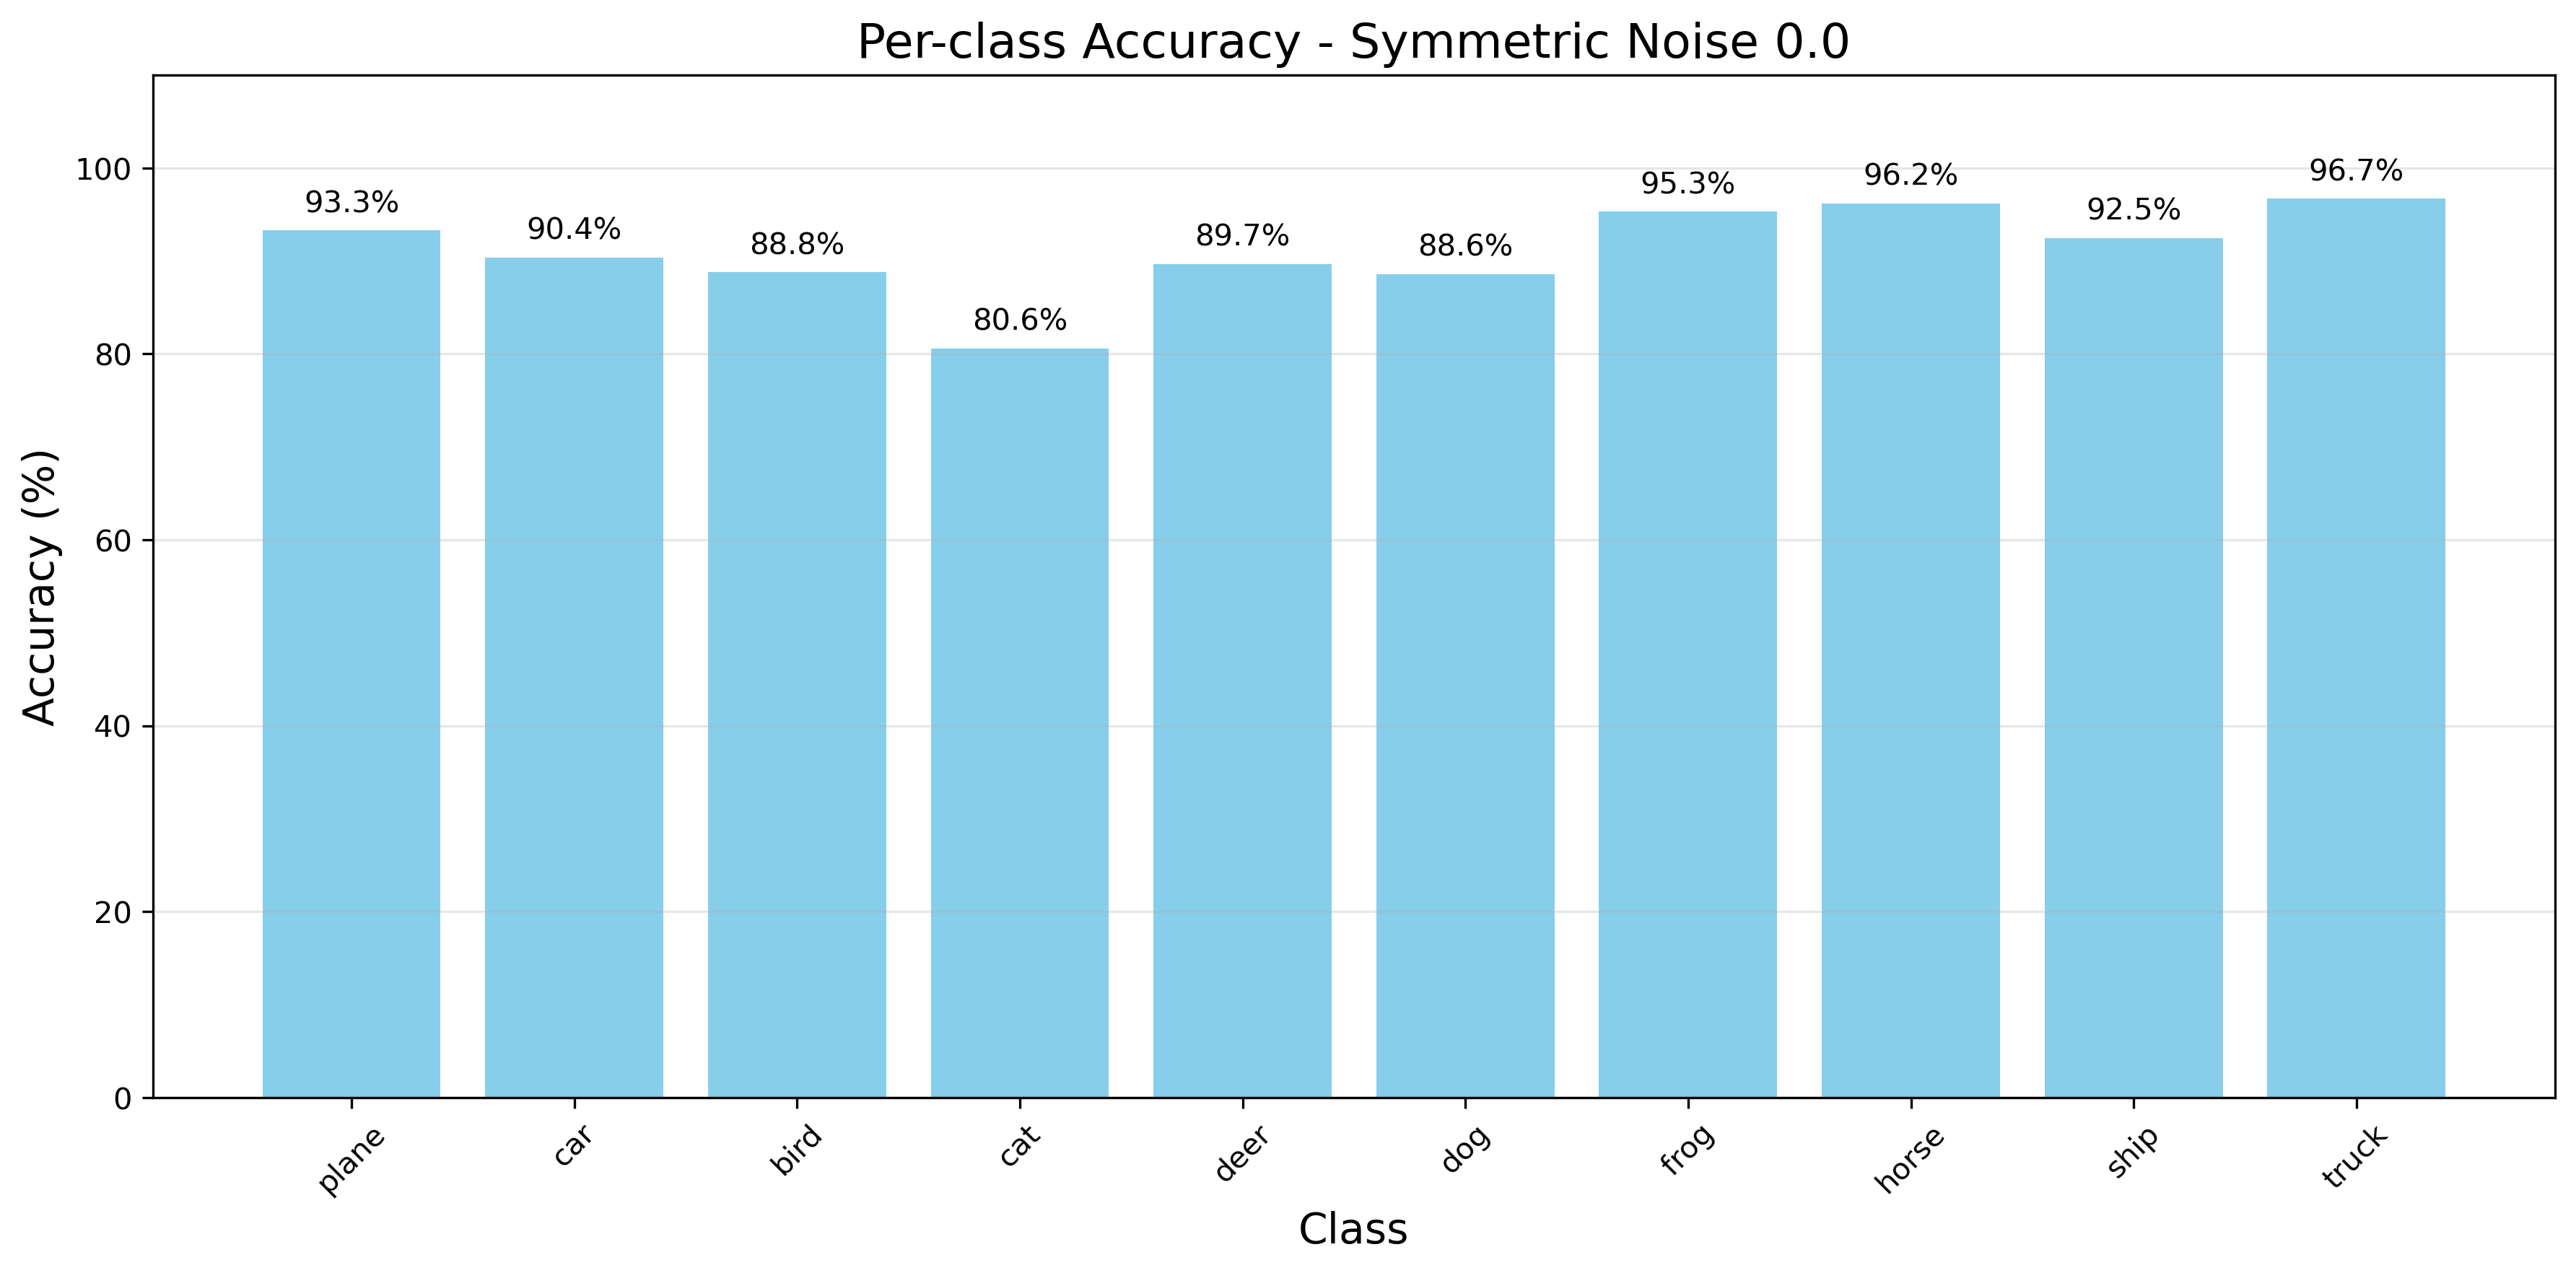 Per-class Accuracy - Symmetric Noise 0.0
Accuracy (%)
100
80
60
40
20
0
93.3%
90.4%
88.8%
80.6%
89.7%
88.6%
95.3%
96.2%
92.5%
96.7%
plane
car
bird
cat
deer
dog
frog
horse
ship
truck
Class